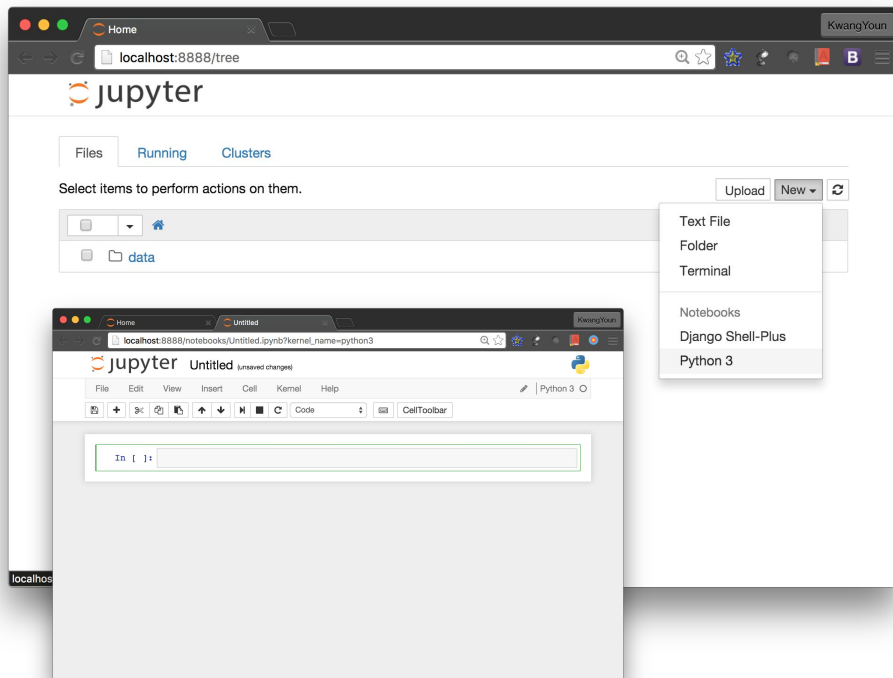 Home
KwangYoun
localhost:8888/tree
jupyter
Files Running Clusters
Select items to perform actions on them.
Upload New
data
Text File
Folder
Terminal
Notebooks
Django Shell-Plus
Python 3
Home Untitled
KwangYoun
localhost:8888/notebooks/Untitled.ipynb?kernel_name=python3
jupyter Untitled (unsaved changes)
File Edit View Insert Cell Kernel Help Python 3
Code CellToolbar
In [ ]:
localhos